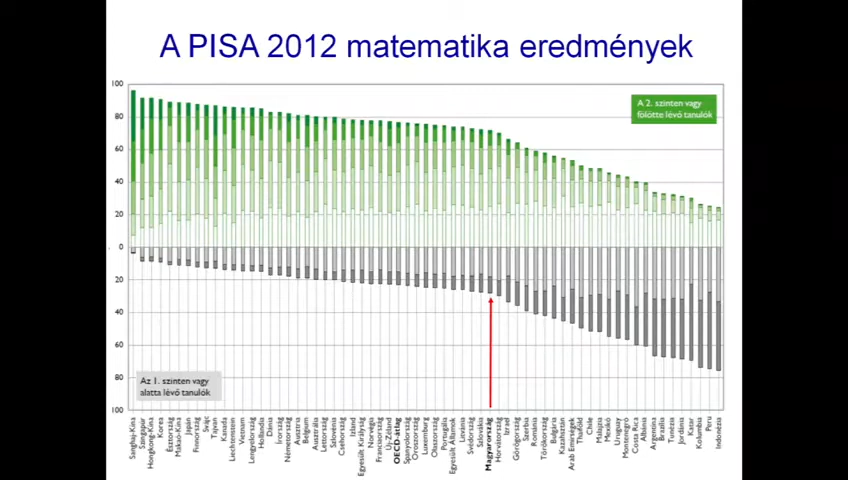 A PISA 2012 matematika eredmények
100
80
60
40
20
0
20
40
60
80
100
A 2. szinten vagy
fölötte lévő tanulók
Az 1. szinten vagy
alatta lévő tanulók
Sanghaj-Kína
Szingapúr
Hongkong-Kína
Korea
Észtország
Makaó-Kína
Japán
Finnország
Svájc
Tajvan
Kanada
Liechtenstein
Vietnam
Lengyelország
Hollandia
Dánia
Írország
Németország
Ausztria
Belgium
Ausztrália
Lettország
Szlovénia
Csehország
Izland
Egyesült Királyság
Norvégia
Franciaország
Új-Zéland
OECD-átlag
Spanyolország
Oroszország
Luxemburg
Olaszország
Portugália
Egyesült Államok
Litvánia
Svédország
Szlovákia
Magyarország
Horvátország
Izrael
Görögország
Szerbia
Románia
Törökország
Bulgária
Kazahsztán
Arab Emírségek
Thaiföld
Chile
Malajzia
Mexikó
Uruguay
Montenegró
Costa Rica
Albánia
Argentína
Brazília
Tunézia
Jordánia
Katar
Kolumbia
Peru
Indonézia